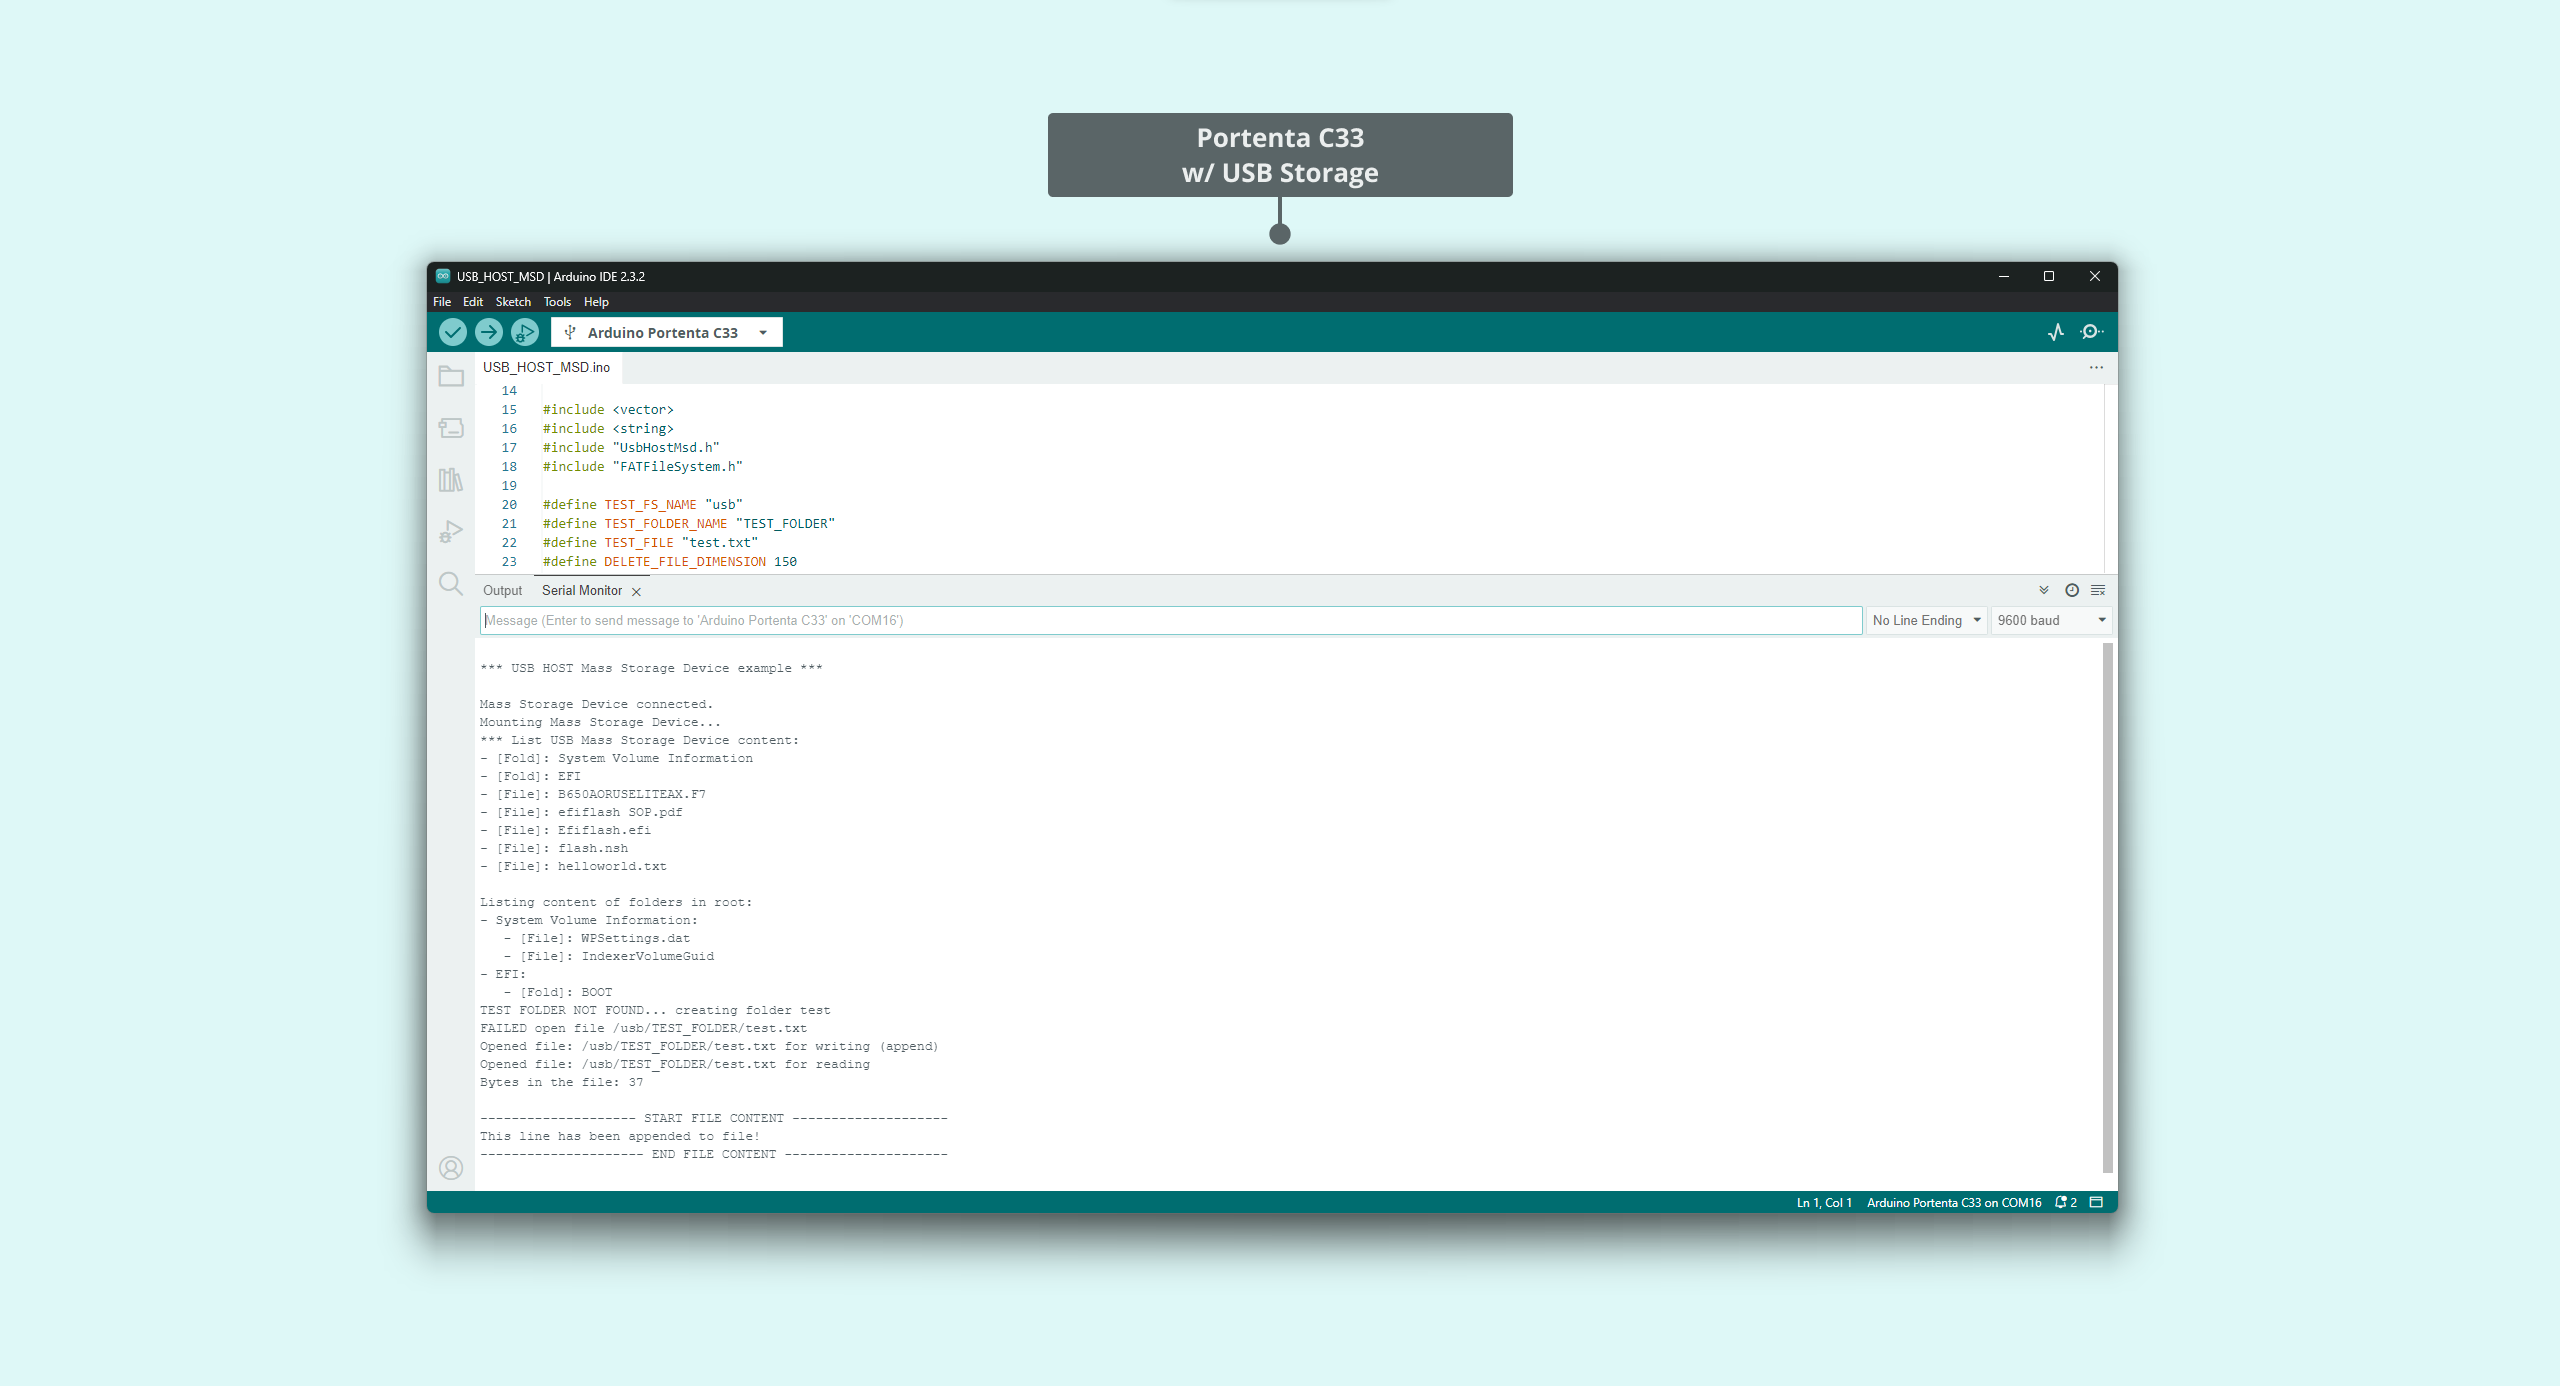 Portenta C33
w/ USB Storage
USB_HOST_MSD | Arduino IDE 2.3.2
File Edit Sketch Tools Help
Arduino Portenta C33
USB_HOST_MSD.ino
14
15 #include <vector>
16 #include <string>
17 #include "UsbHostMsd.h"
18 #include "FATFileSystem.h"
19
20 #define TEST_FS_NAME "usb"
21 #define TEST_FOLDER_NAME "TEST_FOLDER"
22 #define TEST_FILE "test.txt"
23 #define DELETE_FILE_DIMENSION 150
Output Serial Monitor
Message (Enter to send message to 'Arduino Portenta C33' on 'COM16') No Line Ending 9600 baud
*** USB HOST Mass Storage Device example ***
Mass Storage Device connected.
Mounting Mass Storage Device...
*** List USB Mass Storage Device content:
- [Fold]: System Volume Information
- [Fold]: EFI
- [File]: B650AORUSELITEAX.F7
- [File]: efiflash SOP.pdf
- [File]: Efiflash.efi
- [File]: flash.nsh
- [File]: helloworld.txt
Listing content of folders in root:
- System Volume Information:
- [File]: WPSettings.dat
- [File]: IndexerVolumeGuid
- EFI:
- [Fold]: BOOT
TEST FOLDER NOT FOUND... creating folder test
FAILED open file /usb/TEST_FOLDER/test.txt
Opened file: /usb/TEST_FOLDER/test.txt for writing (append)
Opened file: /usb/TEST_FOLDER/test.txt for reading
Bytes in the file: 37
-------------------- START FILE CONTENT --------------------
This line has been appended to file!
--------------------- END FILE CONTENT ---------------------
Ln 1, Col 1 Arduino Portenta C33 on COM16 2